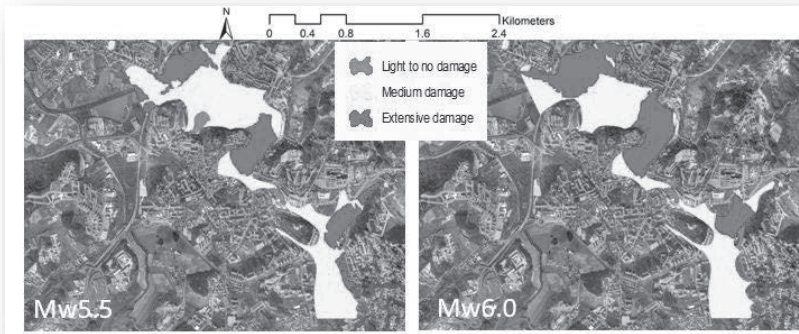 N
Kilometers
0 0.4 0.8 1.6 2.4
Light to no damage
Medium damage
Extensive damage
Mw5.5
Mw6.0